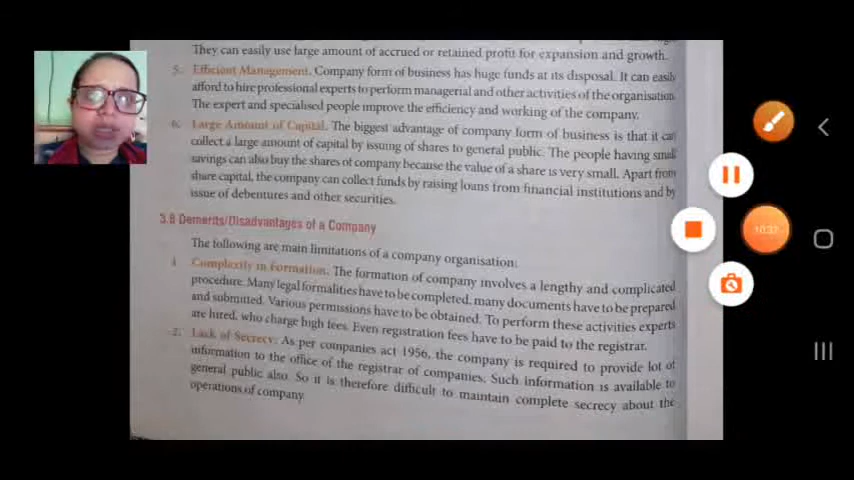 They can easily use large amount of accrued or retained profit for expansion and growth.
5. Efficient Management. Company form of business has huge funds at its disposal. It can easily
afford to hire professional experts to perform managerial and other activities of the organisation.
The expert and specialised people improve the efficiency and working of the company.
6. Large Amount of Capital. The biggest advantage of company form of business is that it can
collect a large amount of capital by issuing of shares to general public. The people having small
savings can also buy the shares of company because the value of a share is very small. Apart from
share capital, the company can collect funds by raising loans from financial institutions and by
issue of debentures and other securities.
3.8 Demerits/Disadvantages of a Company
The following are main limitations of a company organisation:
1. Complexity in Formation. The formation of company involves a lengthy and complicated
procedure. Many legal formalities have to be completed, many documents have to be prepared
and submitted. Various permissions have to be obtained. To perform these activities experts
are hired, who charge high fees. Even registration fees have to be paid to the registrar.
2. Lack of Secrecy. As per companies act 1956, the company is required to provide lot of
information to the office of the registrar of companies. Such information is available to
general public also. So it is therefore difficult to maintain complete secrecy about the
operations of company.